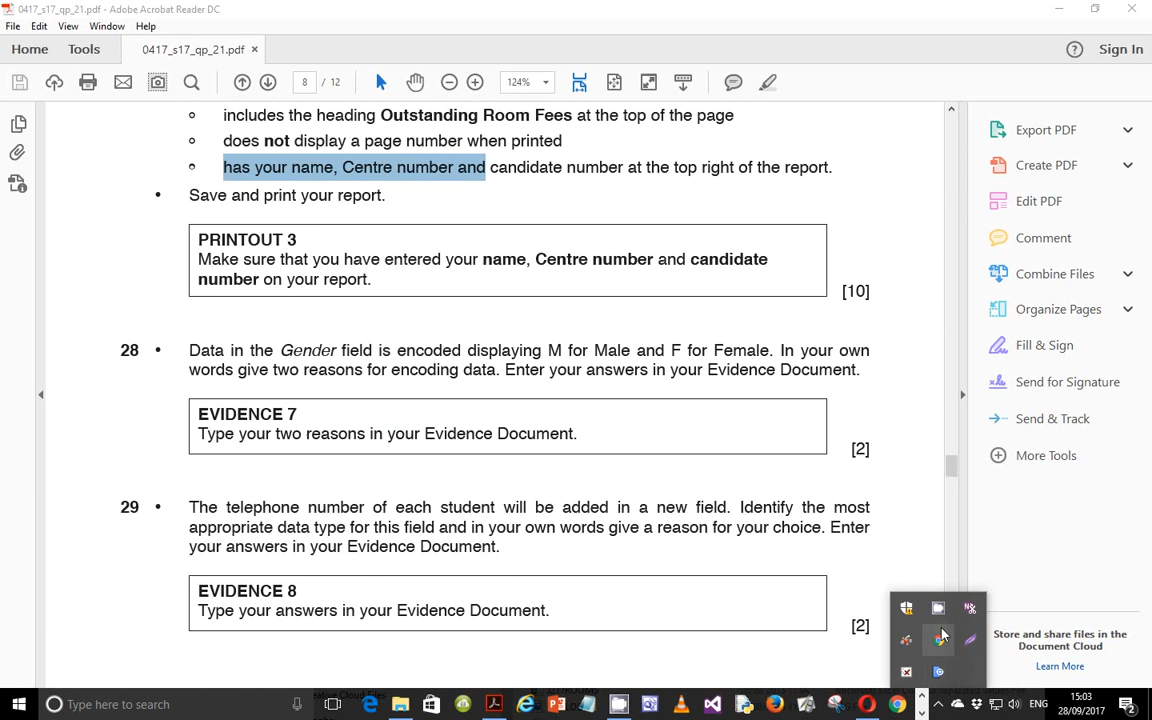 0417_s17_qp_21.pdf - Adobe Acrobat Reader DC
File Edit View Window Help
Home Tools 0417_s17_qp_21.pdf × Sign In
8 / 12 124%
includes the heading Outstanding Room Fees at the top of the page
does not display a page number when printed
has your name, Centre number and candidate number at the top right of the report.
Save and print your report.
PRINTOUT 3
Make sure that you have entered your name, Centre number and candidate
number on your report.
[10]
28 • Data in the Gender field is encoded displaying M for Male and F for Female. In your own
words give two reasons for encoding data. Enter your answers in your Evidence Document.
EVIDENCE 7
Type your two reasons in your Evidence Document.
[2]
29 • The telephone number of each student will be added in a new field. Identify the most
appropriate data type for this field and in your own words give a reason for your choice. Enter
your answers in your Evidence Document.
EVIDENCE 8
Type your answers in your Evidence Document.
[2]
Export PDF
Create PDF
Edit PDF
Comment
Combine Files
Organize Pages
Fill & Sign
Send for Signature
Send & Track
More Tools
Store and share files in the
Document Cloud
Learn More
Type here to search
ENG
15:03
28/09/2017
2